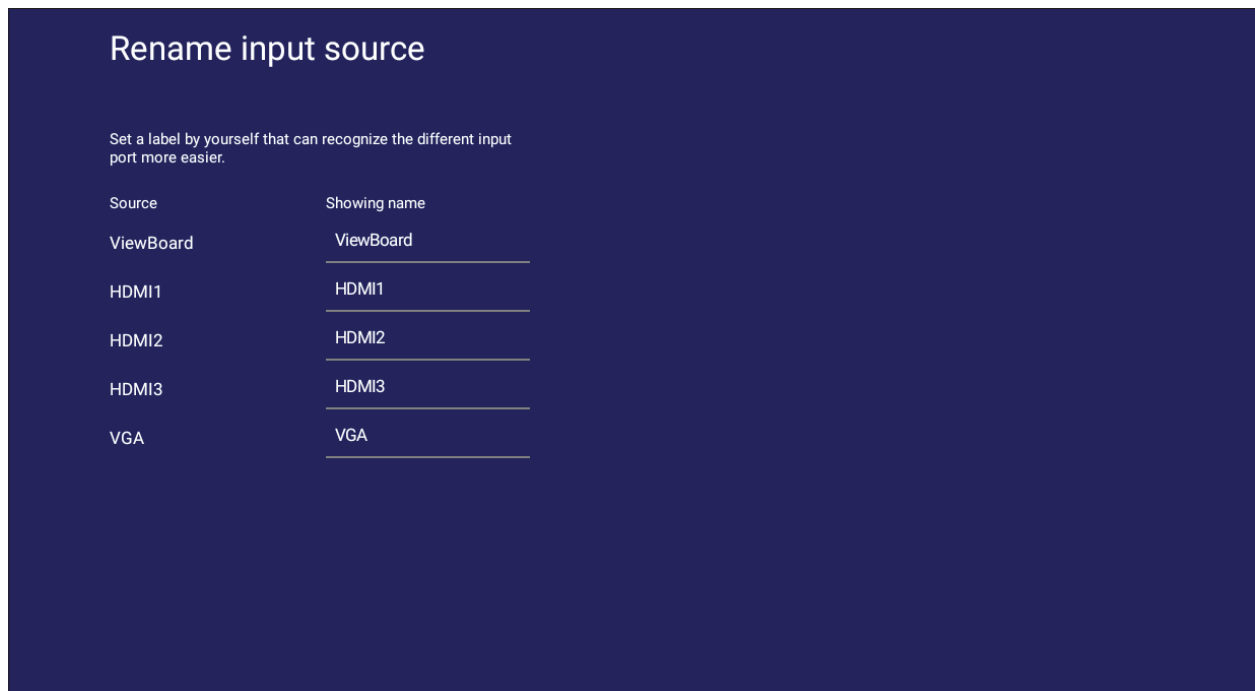 Rename input source
Set a label by yourself that can recognize the different input
port more easier.
Source Showing name
ViewBoard ViewBoard
HDMI1 HDMI1
HDMI2 HDMI2
HDMI3 HDMI3
VGA VGA